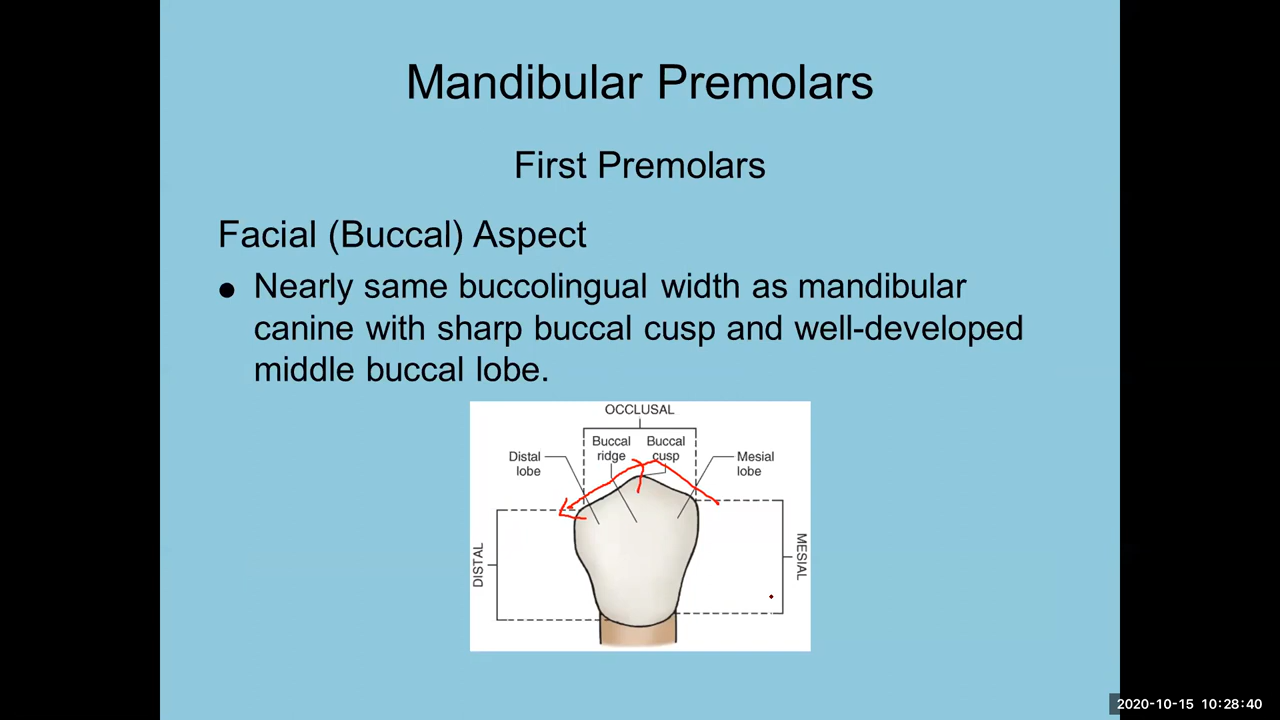 Mandibular Premolars
First Premolars
Facial (Buccal) Aspect
● Nearly same buccolingual width as mandibular
canine with sharp buccal cusp and well-developed
middle buccal lobe.
OCCLUSAL
Buccal
ridge
Buccal
cusp
Distal
lobe
Mesial
lobe
DISTAL
MESIAL
2020-10-15 10:28:40